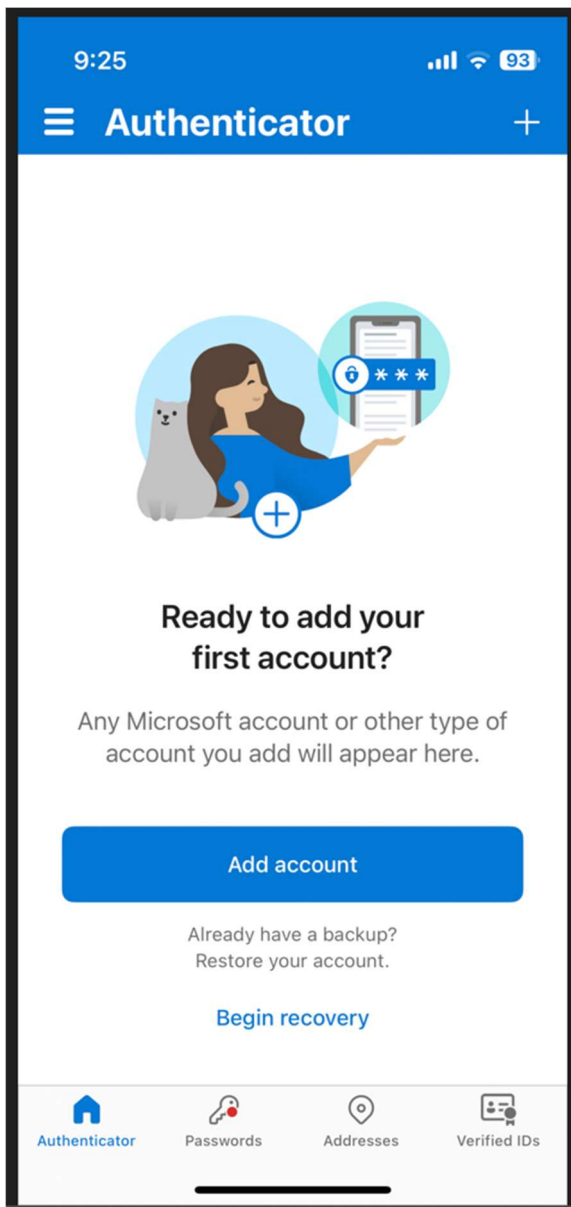 9:25
93
Authenticator
Ready to add your
first account?
Any Microsoft account or other type of
account you add will appear here.
Add account
Already have a backup?
Restore your account.
Begin recovery
Authenticator Passwords Addresses Verified IDs